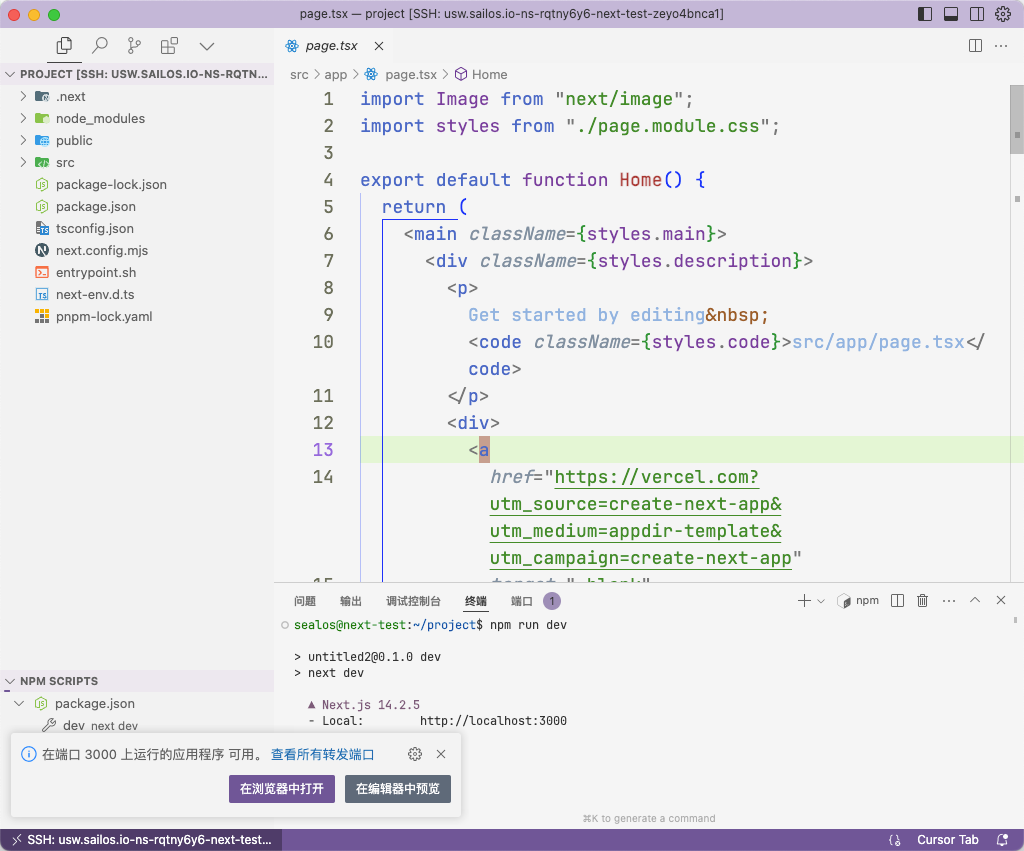 page.tsx — project [SSH: usw.sailos.io-ns-rqtny6y6-next-test-zeyo4bnca1]
PROJECT [SSH: USW.SAILOS.IO-NS-RQTN...
.next
node_modules
public
src
package-lock.json
package.json
tsconfig.json
next.config.mjs
entrypoint.sh
next-env.d.ts
pnpm-lock.yaml
page.tsx
src > app > page.tsx > Home
1 import Image from "next/image";
2 import styles from "./page.module.css";
3
4 export default function Home() {
5 return (
6 <main className={styles.main}>
7 <div className={styles.description}>
8 <p>
9 Get started by editing&nbsp;
10 <code className={styles.code}>src/app/page.tsx</
code>
11 </p>
12 <div>
13 <a
14 href="https://vercel.com?
utm_source=create-next-app&
utm_medium=appdir-template&
utm_campaign=create-next-app"
15 target="_blank"
问题 输出 调试控制台 终端 端口 1
npm
sealos@next-test:~/project$ npm run dev
> untitled2@0.1.0 dev
> next dev
▲ Next.js 14.2.5
- Local: http://localhost:3000
⌘K to generate a command
NPM SCRIPTS
package.json
dev next dev
在端口 3000 上运行的应用程序 可用。 查看所有转发端口
在浏览器中打开
在编辑器中预览
SSH: usw.sailos.io-ns-rqtny6y6-next-test...
Cursor Tab